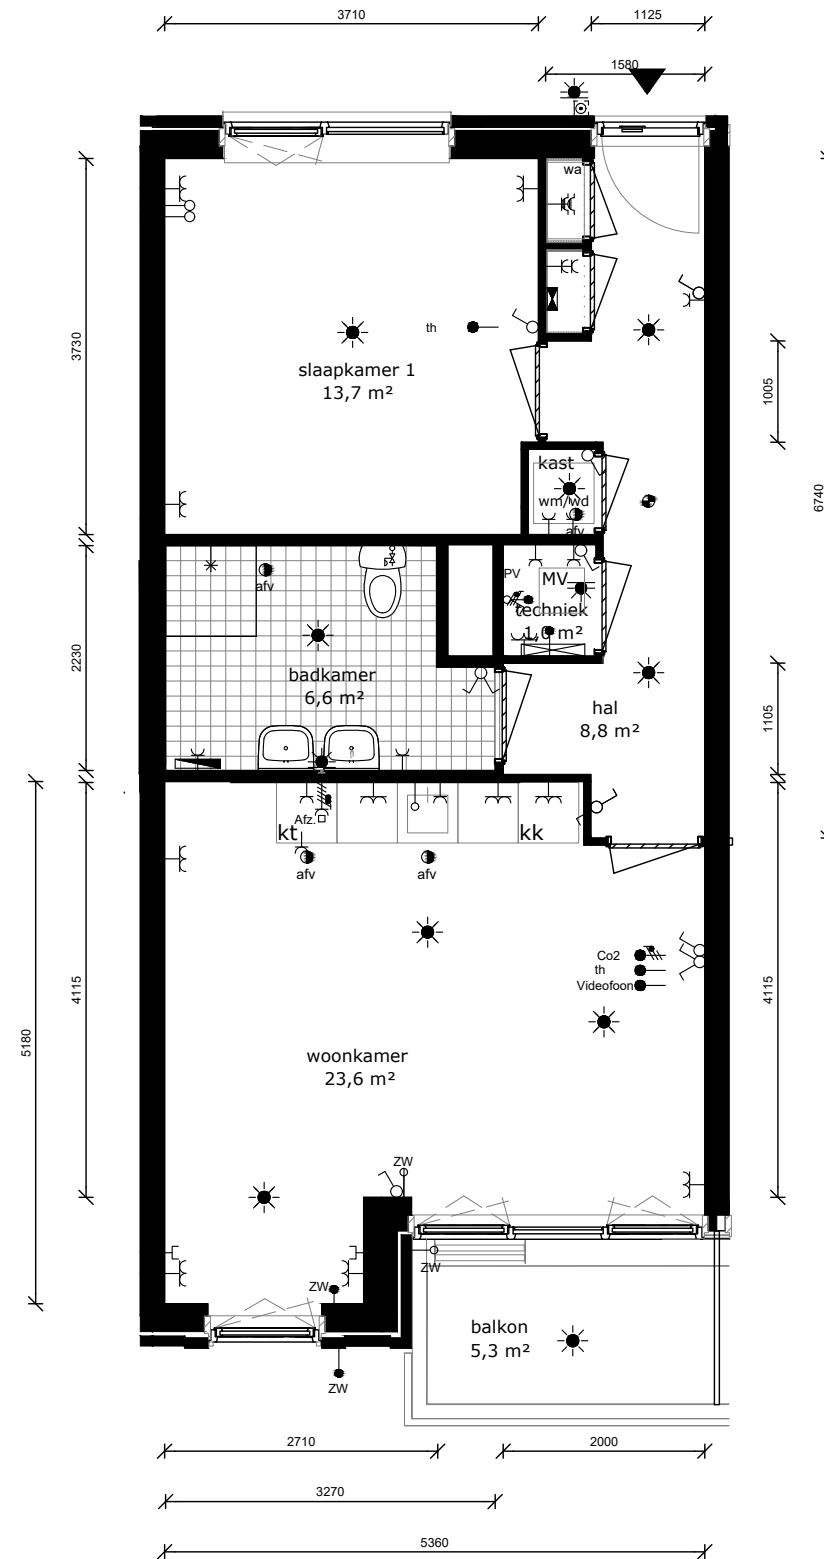 3710
1125
1580
wa
3730
th
slaapkamer 1
13,7 m²
1005
6740
kast
wm/wd
afv
afv
PV
MV
techniek
1,0 m²
2230
badkamer
6,6 m²
hal
8,8 m²
1105
Afz.
kt
kk
afv
afv
4115
5180
Co2
th
Videofoon
4115
woonkamer
23,6 m²
ZW
ZW
ZW
balkon
5,3 m²
ZW
2710
2000
3270
5360